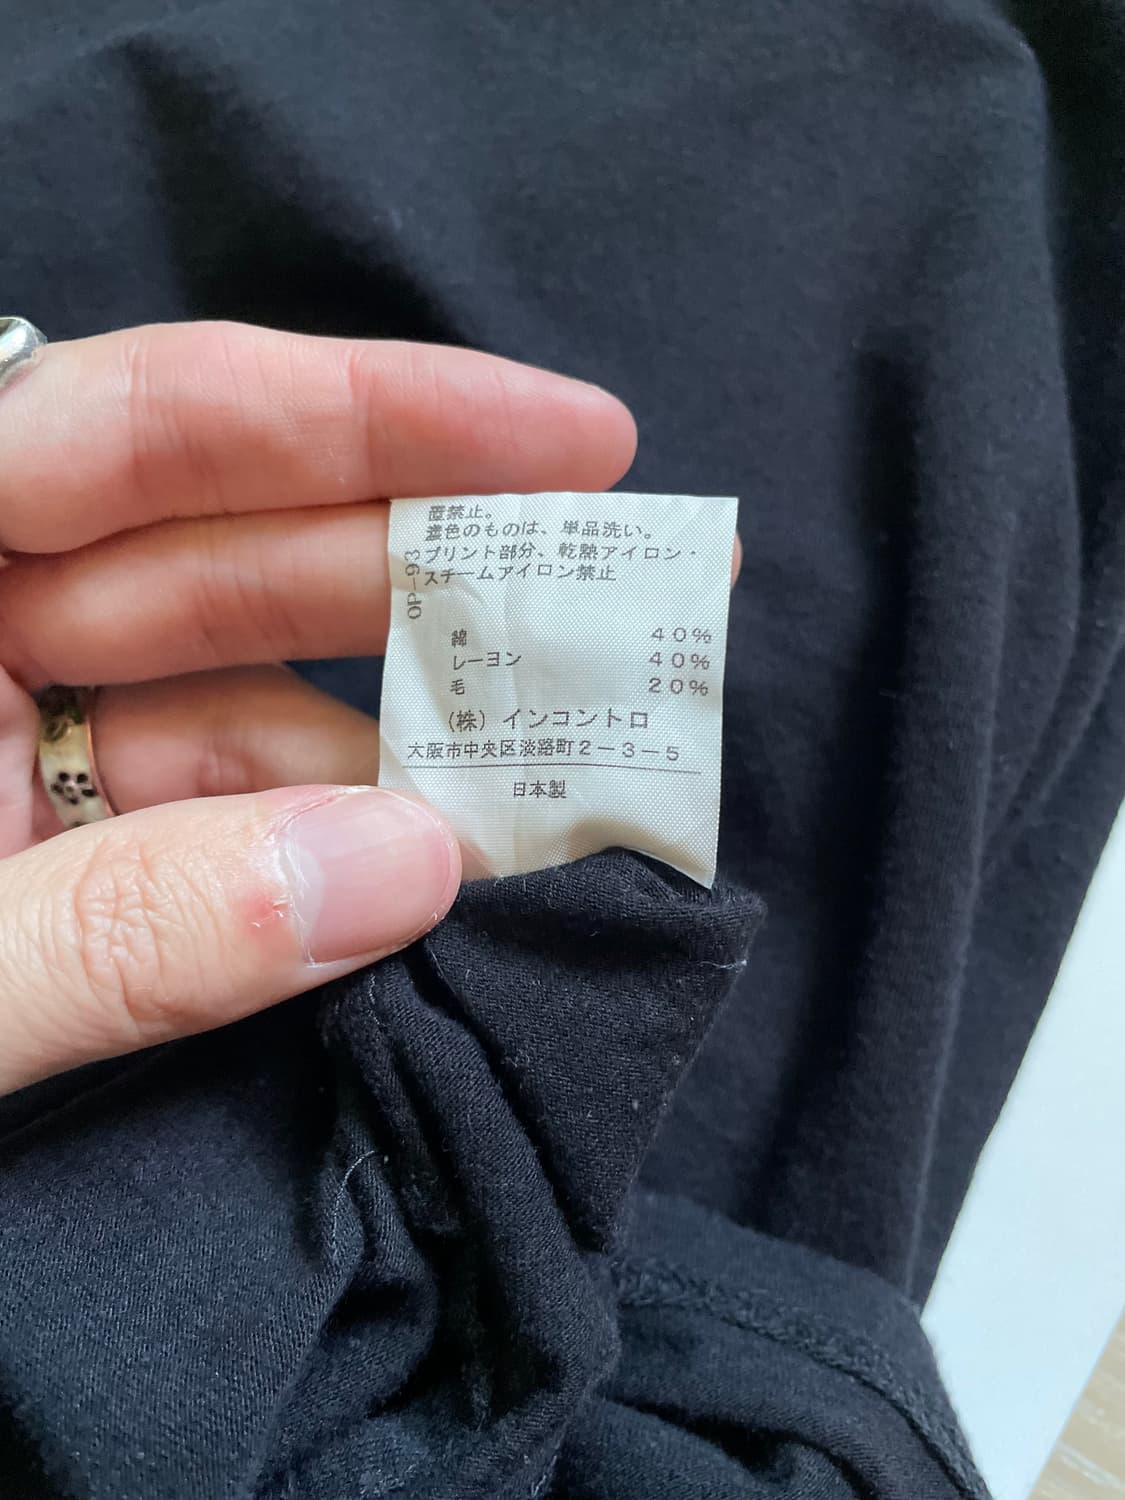 置禁止。
濃色のものは、単品洗い。
プリント部分、乾熱アイロン・
スチームアイロン禁止
OP-93
綿 40%
レーヨン 40%
毛 20%
(株)インコントロ
大阪市中央区淡路町2-3-5
日本製